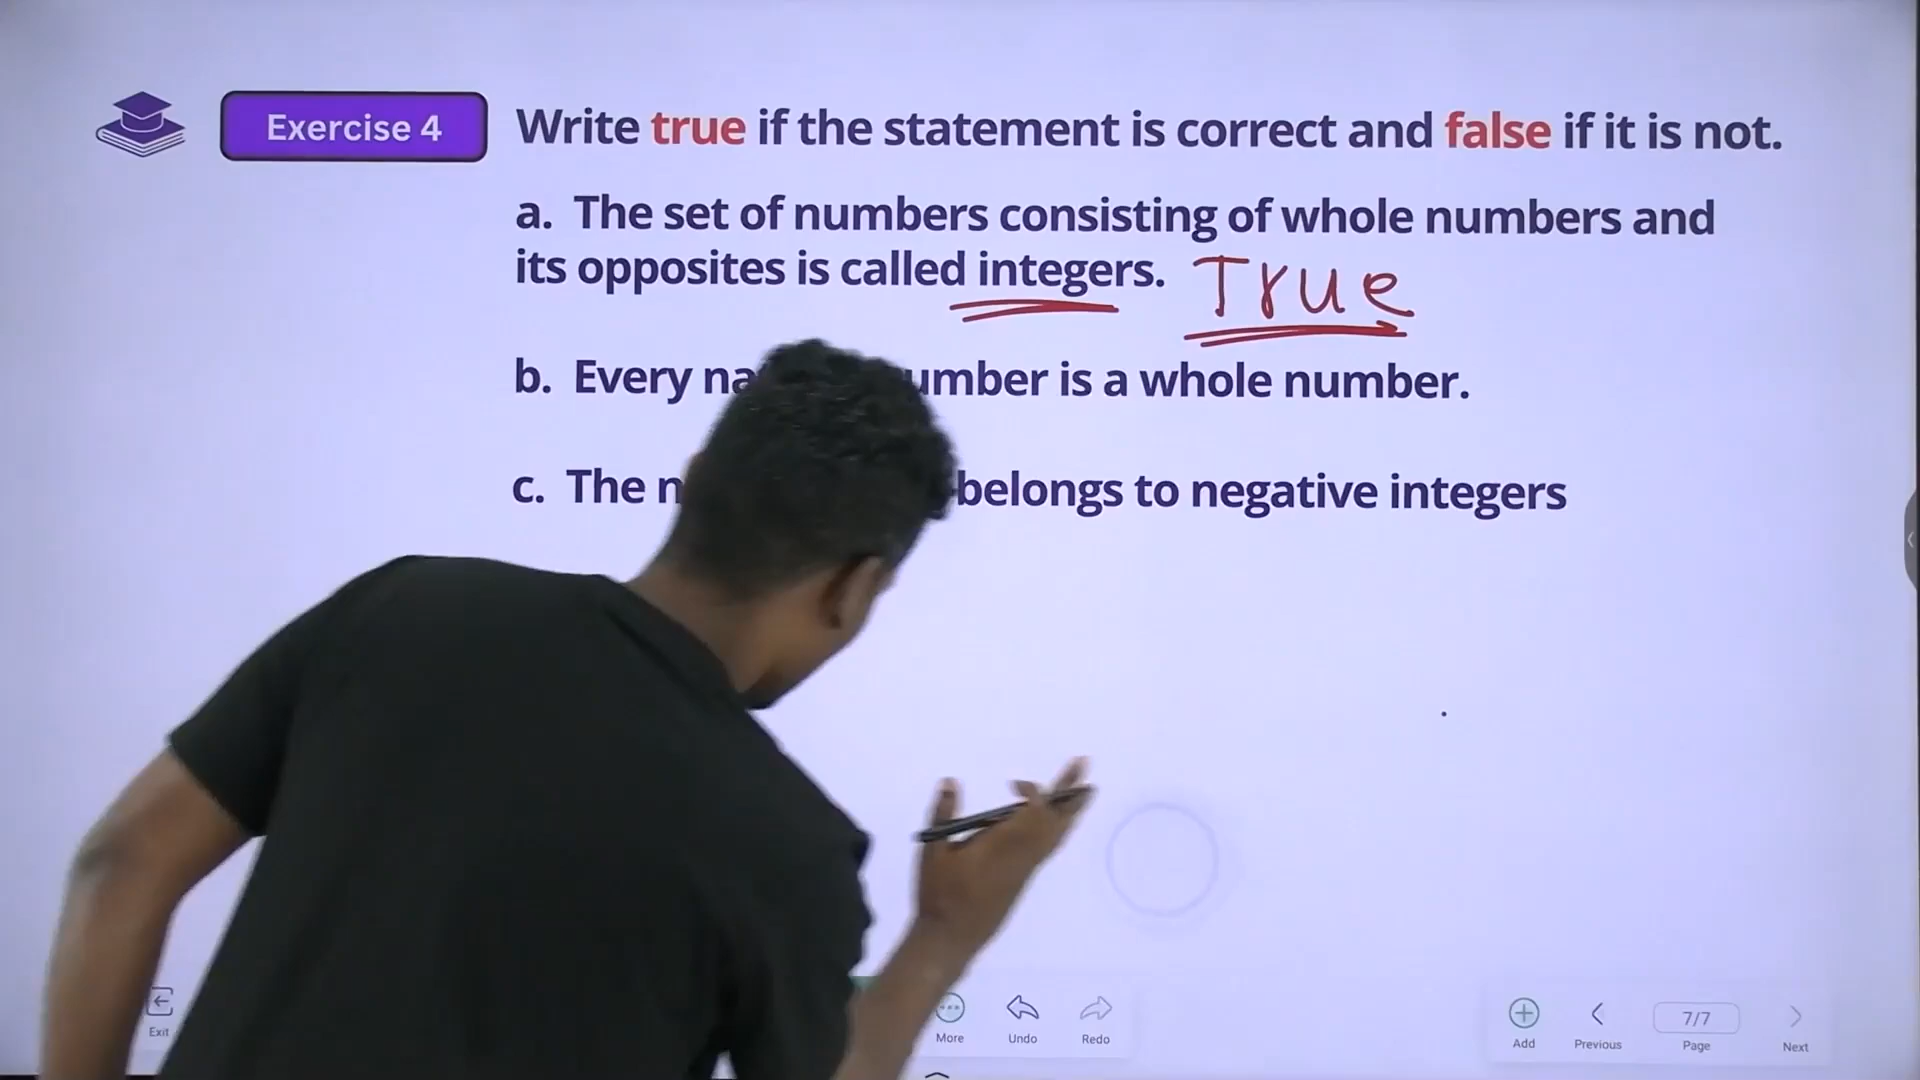 Exercise 4 Write true if the statement is correct and false if it is not.
a. The set of numbers consisting of whole numbers and
its opposites is called integers. True
b. Every number is a whole number.
c. The belongs to negative integers
Exit More Undo Redo Add Previous 7/7 Page Next